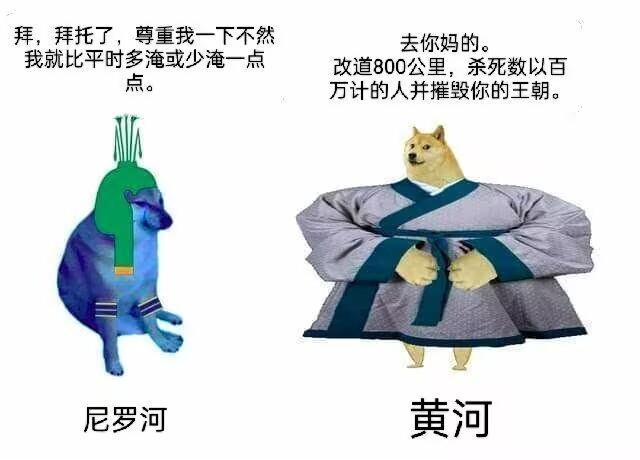 拜，拜托了，尊重我一下不然
我就比平时多淹或少淹一点
点。
去你妈的。
改道800公里，杀死数以百
万计的人并摧毁你的王朝。
尼罗河
黄河